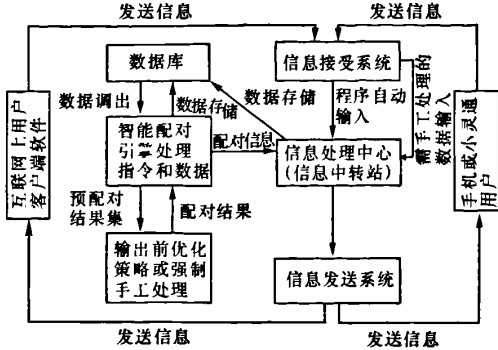 发送信息
发送信息
数据库
信息接受系统
数据调出
数据存储
数据存储
程序自动
输入
需手工处理的
数据输入
互联网上用户
客户端软件
智能配对
引擎处理
指令和数据
配对信息
信息处理中心
(信息中转站)
手机或小灵通
用户
预配对
结果集
配对结果
输出前优化
策略或强制
手工处理
信息发送系统
发送信息
发送信息